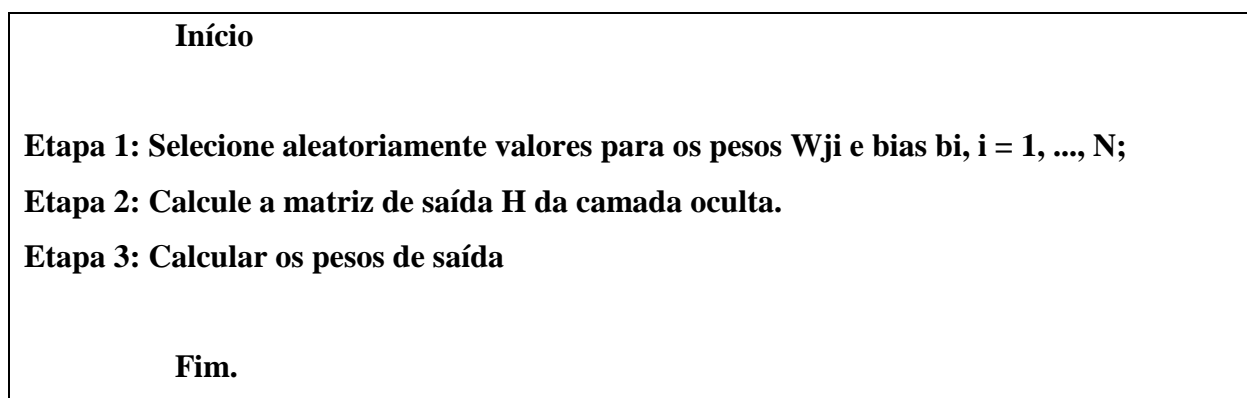 Início
Etapa 1: Selecione aleatoriamente valores para os pesos Wji e bias bi, i = 1, ..., N;
Etapa 2: Calcule a matriz de saída H da camada oculta.
Etapa 3: Calcular os pesos de saída
Fim.